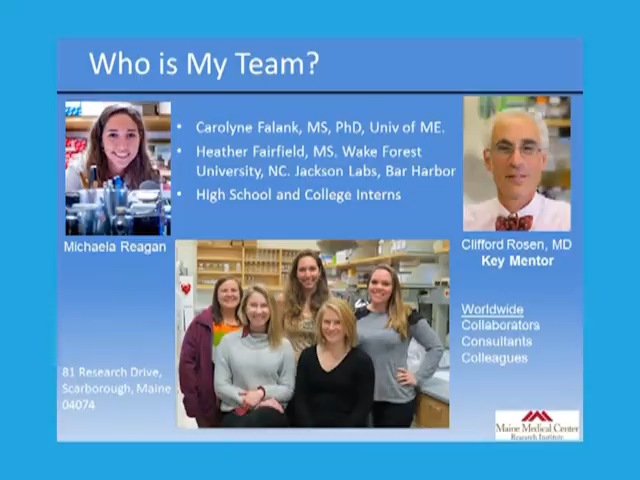 Who is My Team?
• Carolyne Falank, MS, PhD, Univ of ME.
• Heather Fairfield, MS. Wake Forest
University, NC. Jackson Labs, Bar Harbor
• High School and College Interns
Michaela Reagan
Clifford Rosen, MD
Key Mentor
Worldwide
Collaborators
Consultants
Colleagues
81 Research Drive,
Scarborough, Maine
04074
Maine Medical Center
Research Institute